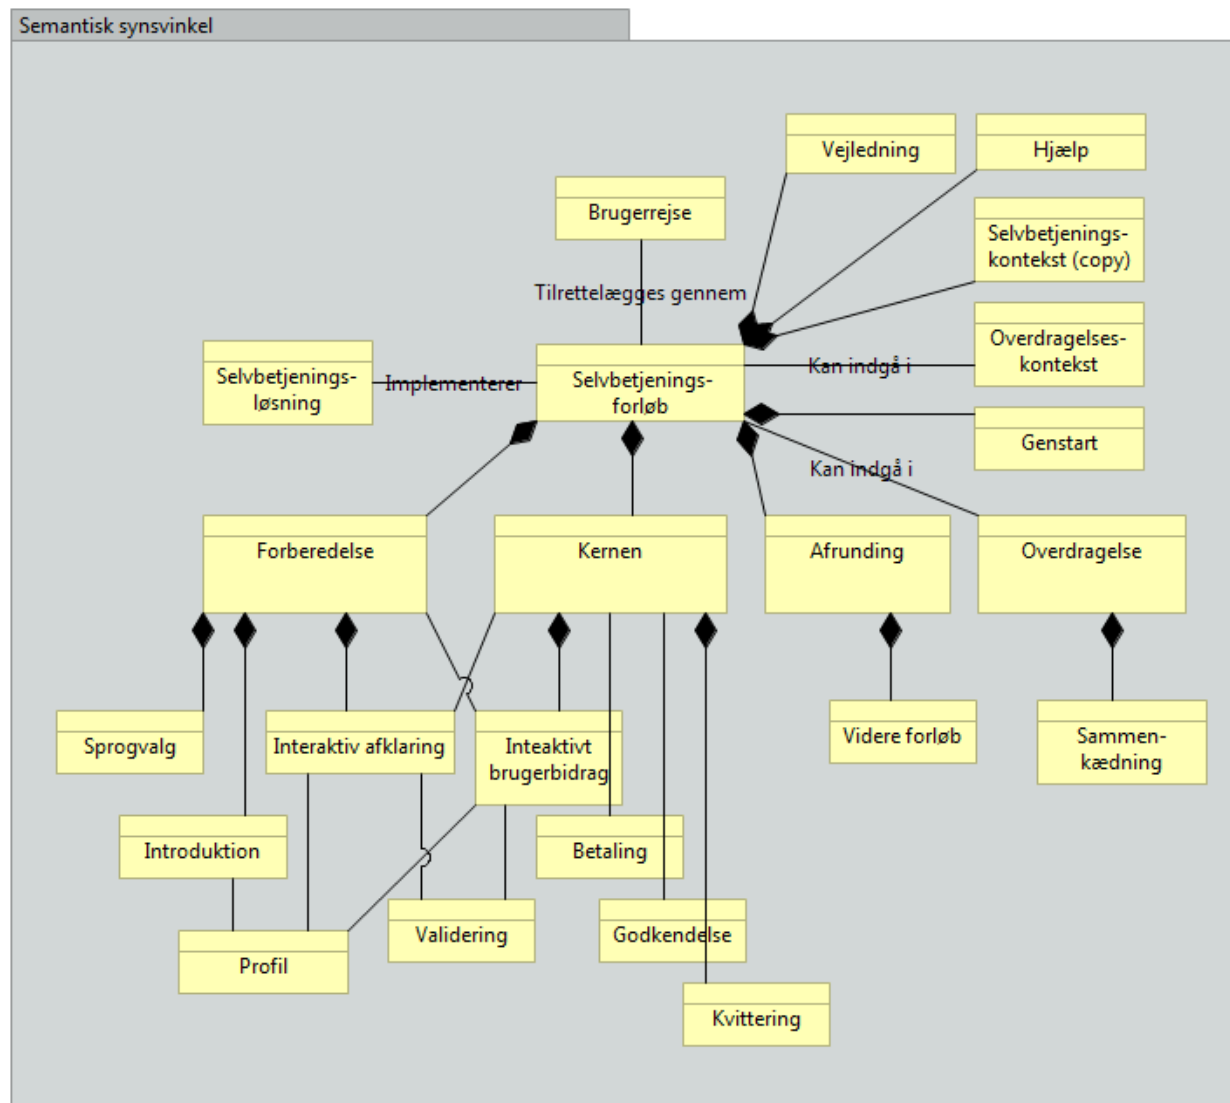 Semantisk synsvinkel
Vejledning
Hjælp
Brugerrejse
Selvbetjenings-
kontekst (copy)
Tilrettelægges gennem
Overdragelses-
kontekst
Selvbetjenings-
løsning
Implementerer
Selvbetjenings-
forløb
Kan indgå i
Genstart
Kan indgå i
Forberedelse
Kernen
Afrunding
Overdragelse
Sprogvalg
Interaktiv afklaring
Inteaktivt
brugerbidrag
Videre forløb
Sammen-
kædning
Introduktion
Betaling
Validering
Godkendelse
Profil
Kvittering